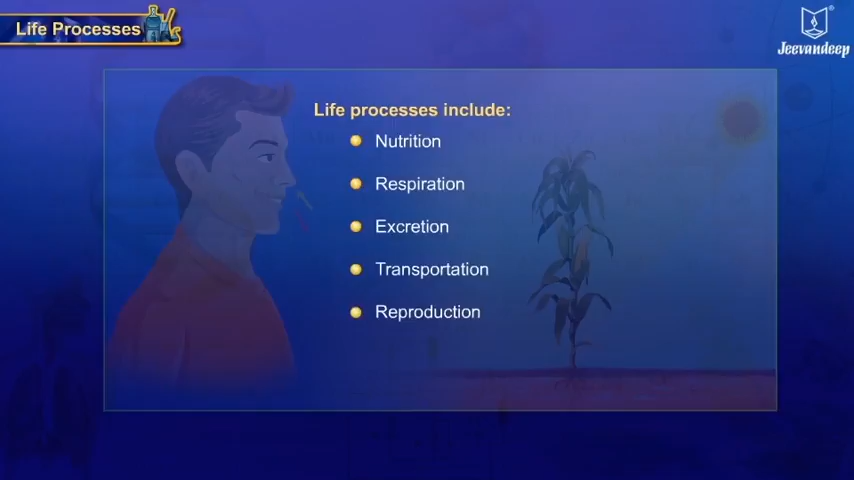 Life Processes
Jeevandeep
Life processes include:
Nutrition
Respiration
Excretion
Transportation
Reproduction